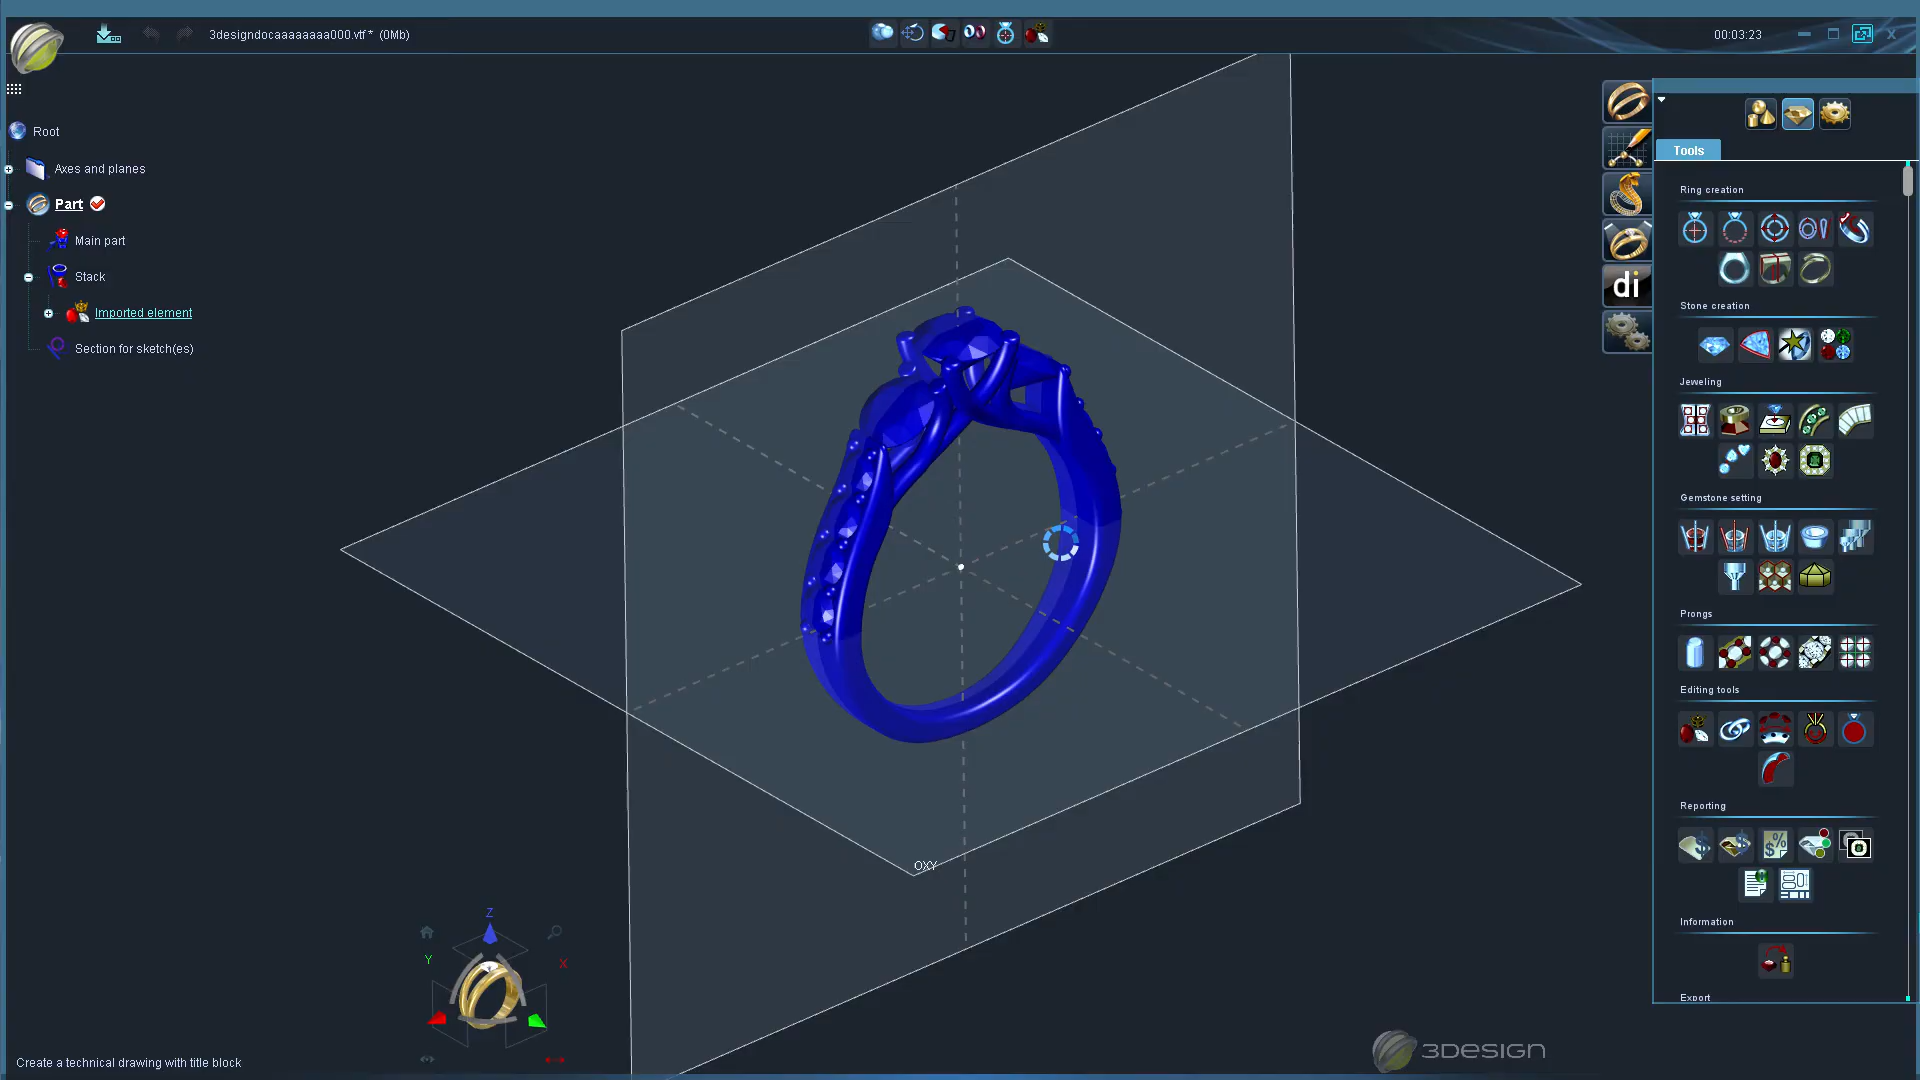 3designdocaaaaaaaa000.vtf * (0Mb)
00:03:23
X
Root
Axes and planes
Part
Main part
Stack
Imported element
Section for sketch(es)
di
Tools
Ring creation
Stone creation
Jeweling
Gemstone setting
Prongs
Editing tools
Reporting
Information
Export
OXY
Z
Y
X
Create a technical drawing with title block
3DESIGN